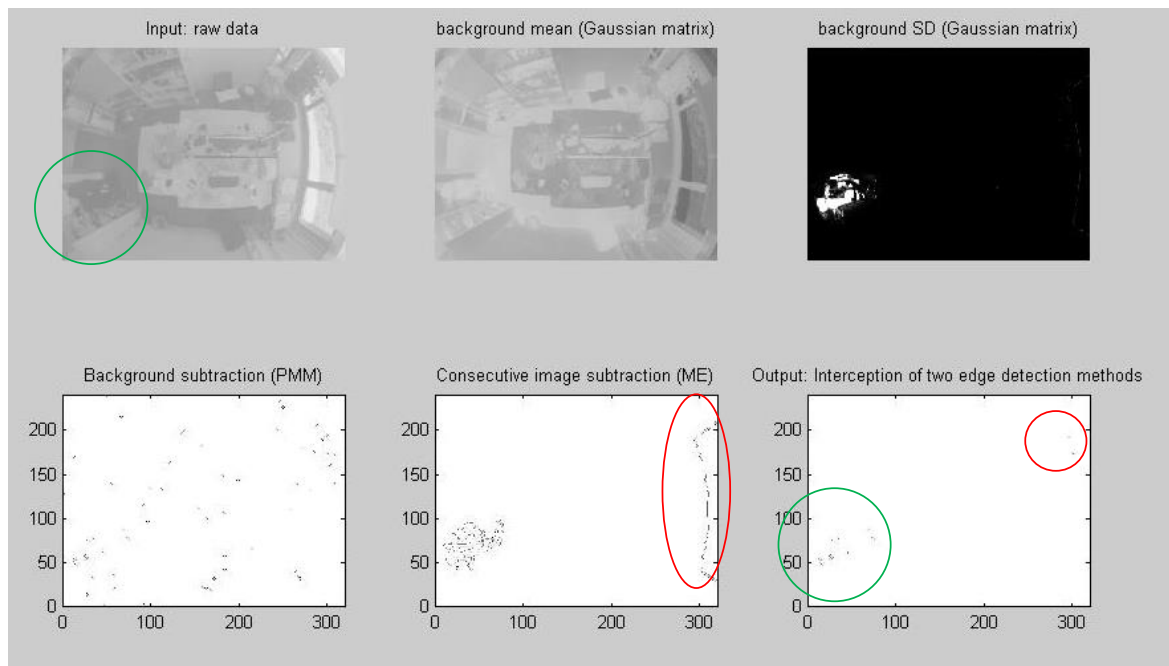 Input: raw data
background mean (Gaussian matrix)
background SD (Gaussian matrix)
Background subtraction (PMM)
200
150
100
50
0
0 100 200 300
Consecutive image subtraction (ME)
200
150
100
50
0
0 100 200 300
Output: Interception of two edge detection methods
200
150
100
50
0
0 100 200 300